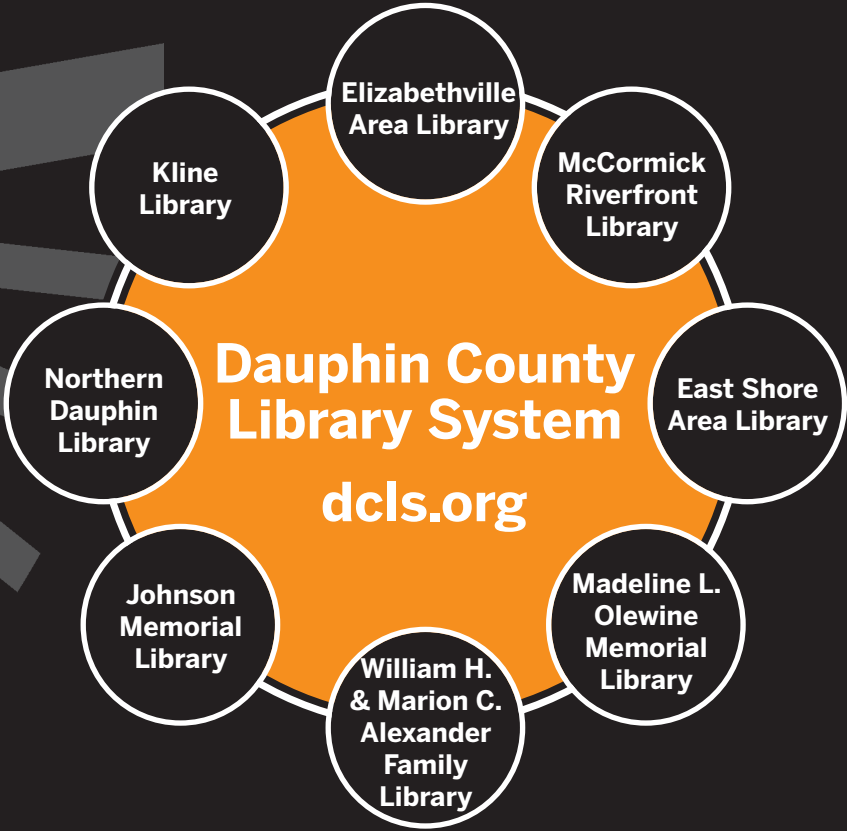 Elizabethville
Area Library
McCormick
Riverfront
Library
East Shore
Area Library
Madeline L.
Olewine
Memorial
Library
William H.
& Marion C.
Alexander
Family
Library
Johnson
Memorial
Library
Northern
Dauphin
Library
Kline
Library
Dauphin County
Library System
dcls.org